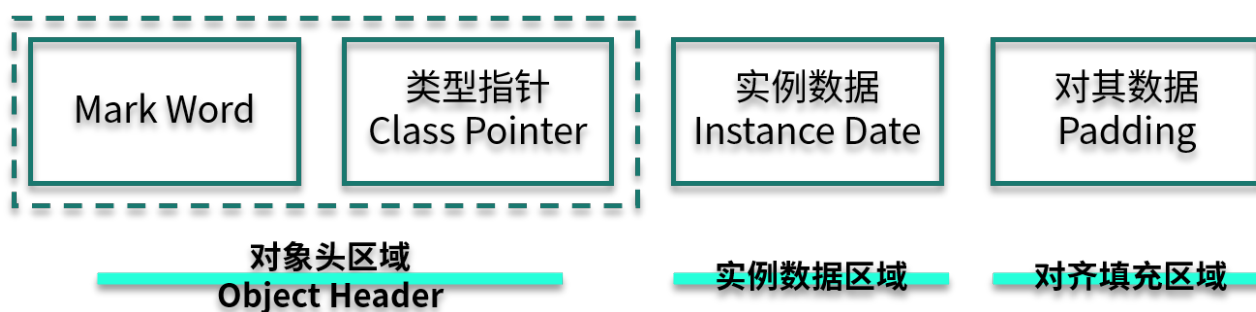 Mark Word
类型指针
Class Pointer
实例数据
Instance Date
对其数据
Padding
对象头区域
Object Header
实例数据区域
对齐填充区域